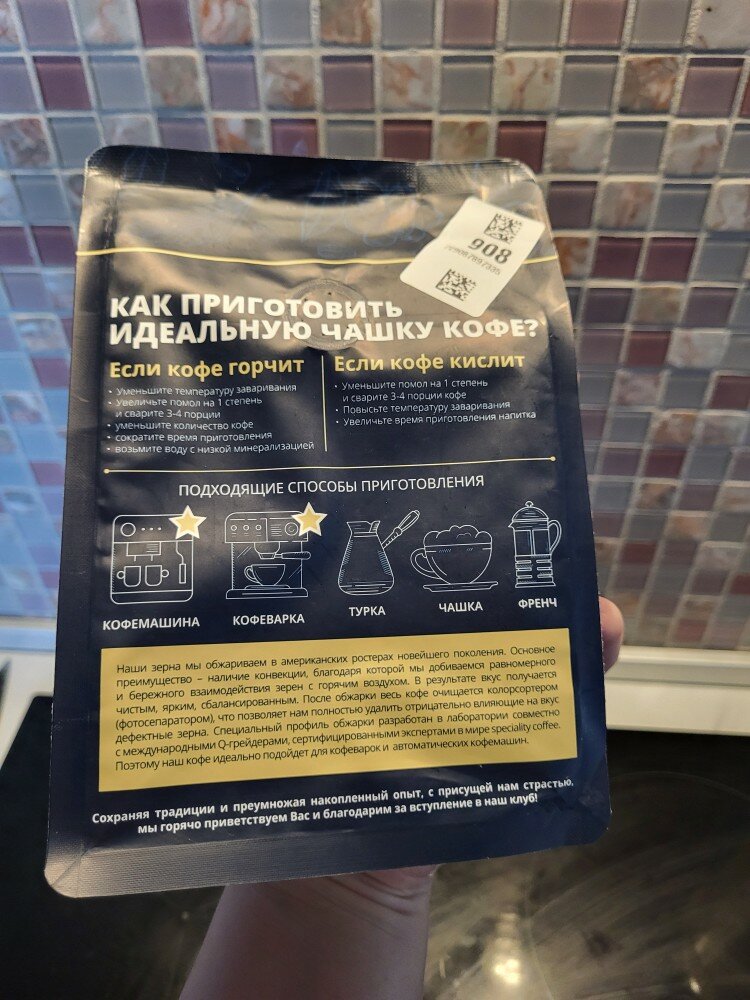 908
КАК ПРИГОТОВИТЬ
ИДЕАЛЬНУЮ ЧАШКУ КОФЕ?
Если кофе горчит
• Уменьшите температуру заваривания
• Увеличьте помол на 1 степень
и сварите 3-4 порции
• уменьшите количество кофе
• сократите время приготовления
• возьмите воду с низкой минерализацией
Если кофе кислит
• Уменьшите помол на 1 степень
и сварите 3-4 порции кофе
• Повысьте температуру заваривания
• Увеличьте время приготовления напитка
ПОДХОДЯЩИЕ СПОСОБЫ ПРИГОТОВЛЕНИЯ
КОФЕМАШИНА
КОФЕВАРКА
ТУРКА
ЧАШКА
ФРЕНЧ
Наши зерна мы обжариваем в американских ростерах новейшего поколения. Основное
преимущество – наличие конвекции, благодаря которой мы добиваемся равномерного
и бережного взаимодействия зерен с горячим воздухом. В результате вкус получается
чистым, ярким, сбалансированным. После обжарки весь кофе очищается колорсортером
(фотосепаратором), что позволяет нам полностью удалить отрицательно влияющие на вкус
дефектные зерна. Специальный профиль обжарки разработан в лаборатории совместно
с международными Q-грейдерами, сертифицированными экспертами в мире speciality coffee.
Поэтому наш кофе идеально подойдет для кофеварок и автоматических кофемашин.
Сохраняя традиции и преумножая накопленный опыт, с присущей нам страстью,
мы горячо приветствуем Вас и благодарим за вступление в наш клуб!